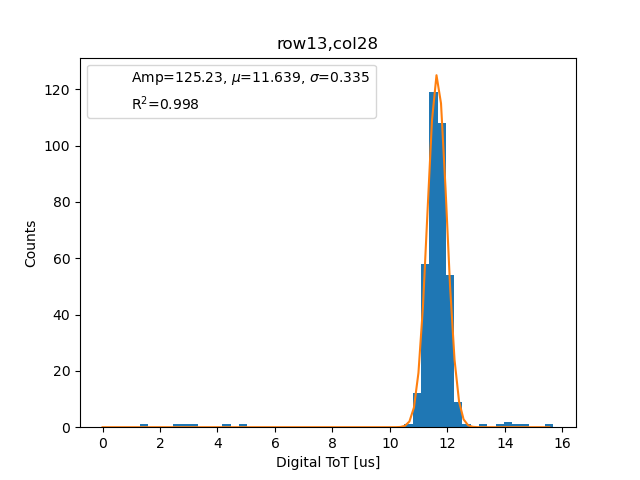 row13,col28
Amp=125.23, μ=11.639, σ=0.335
R²=0.998
120
100
80
60
40
20
0
Counts
0 2 4 6 8 10 12 14 16
Digital ToT [us]